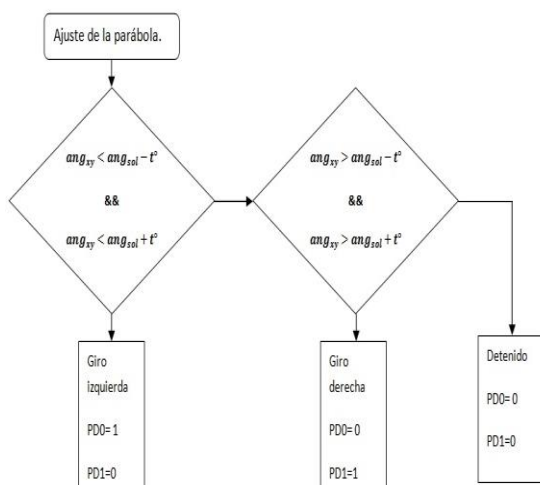 Ajuste de la parábola.
ang_xy < ang_sol − t°
&&
ang_xy < ang_sol + t°
ang_xy > ang_sol − t°
&&
ang_xy > ang_sol + t°
Giro
izquierda
PD0= 1
PD1=0
Giro
derecha
PD0= 0
PD1=1
Detenido
PD0= 0
PD1=0